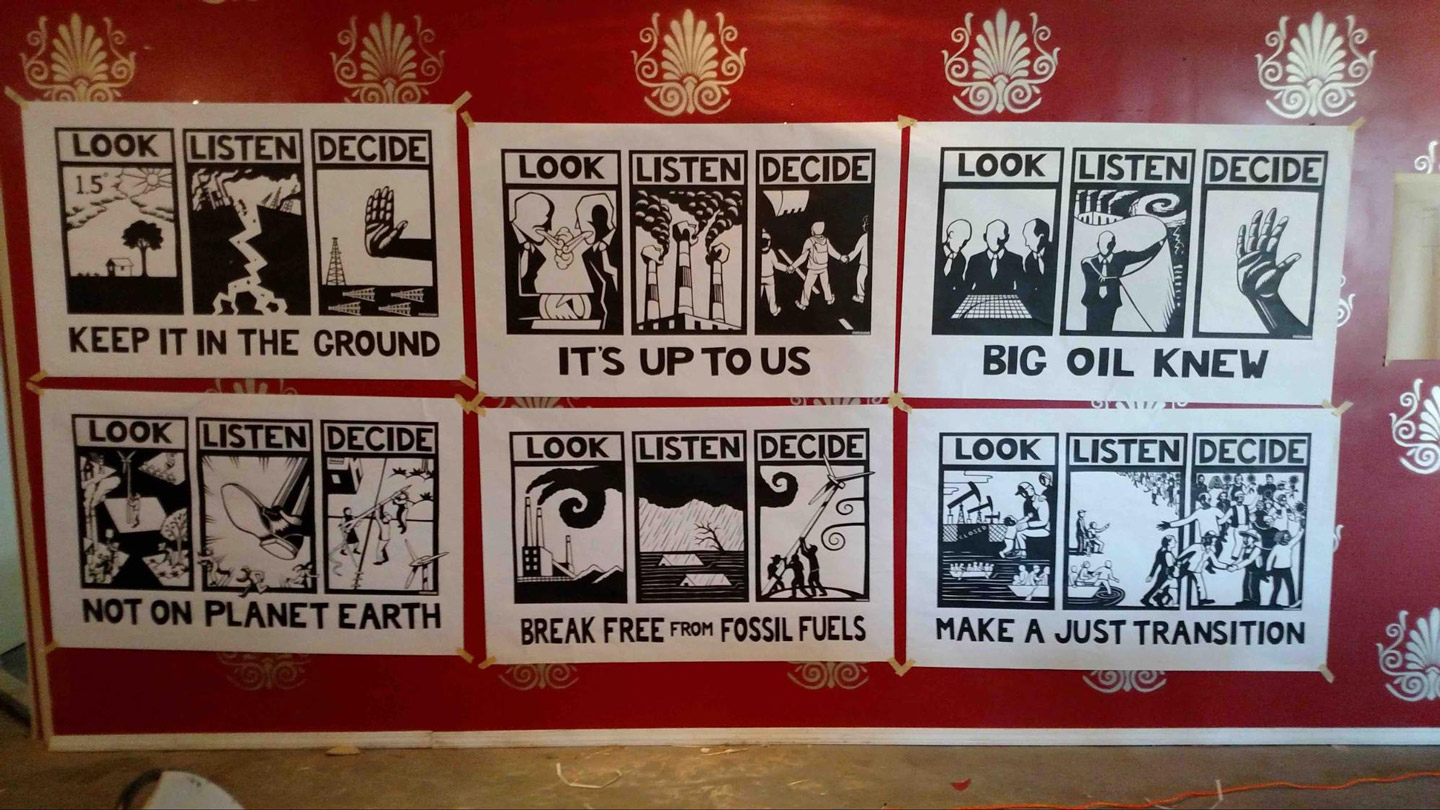 LOOK LISTEN DECIDE
1.5°
KEEP IT IN THE GROUND
LOOK LISTEN DECIDE
IT'S UP TO US
LOOK LISTEN DECIDE
BIG OIL KNEW
LOOK LISTEN DECIDE
NOT ON PLANET EARTH
LOOK LISTEN DECIDE
BREAK FREE FROM FOSSIL FUELS
LOOK LISTEN DECIDE
CLOSED
MAKE A JUST TRANSITION